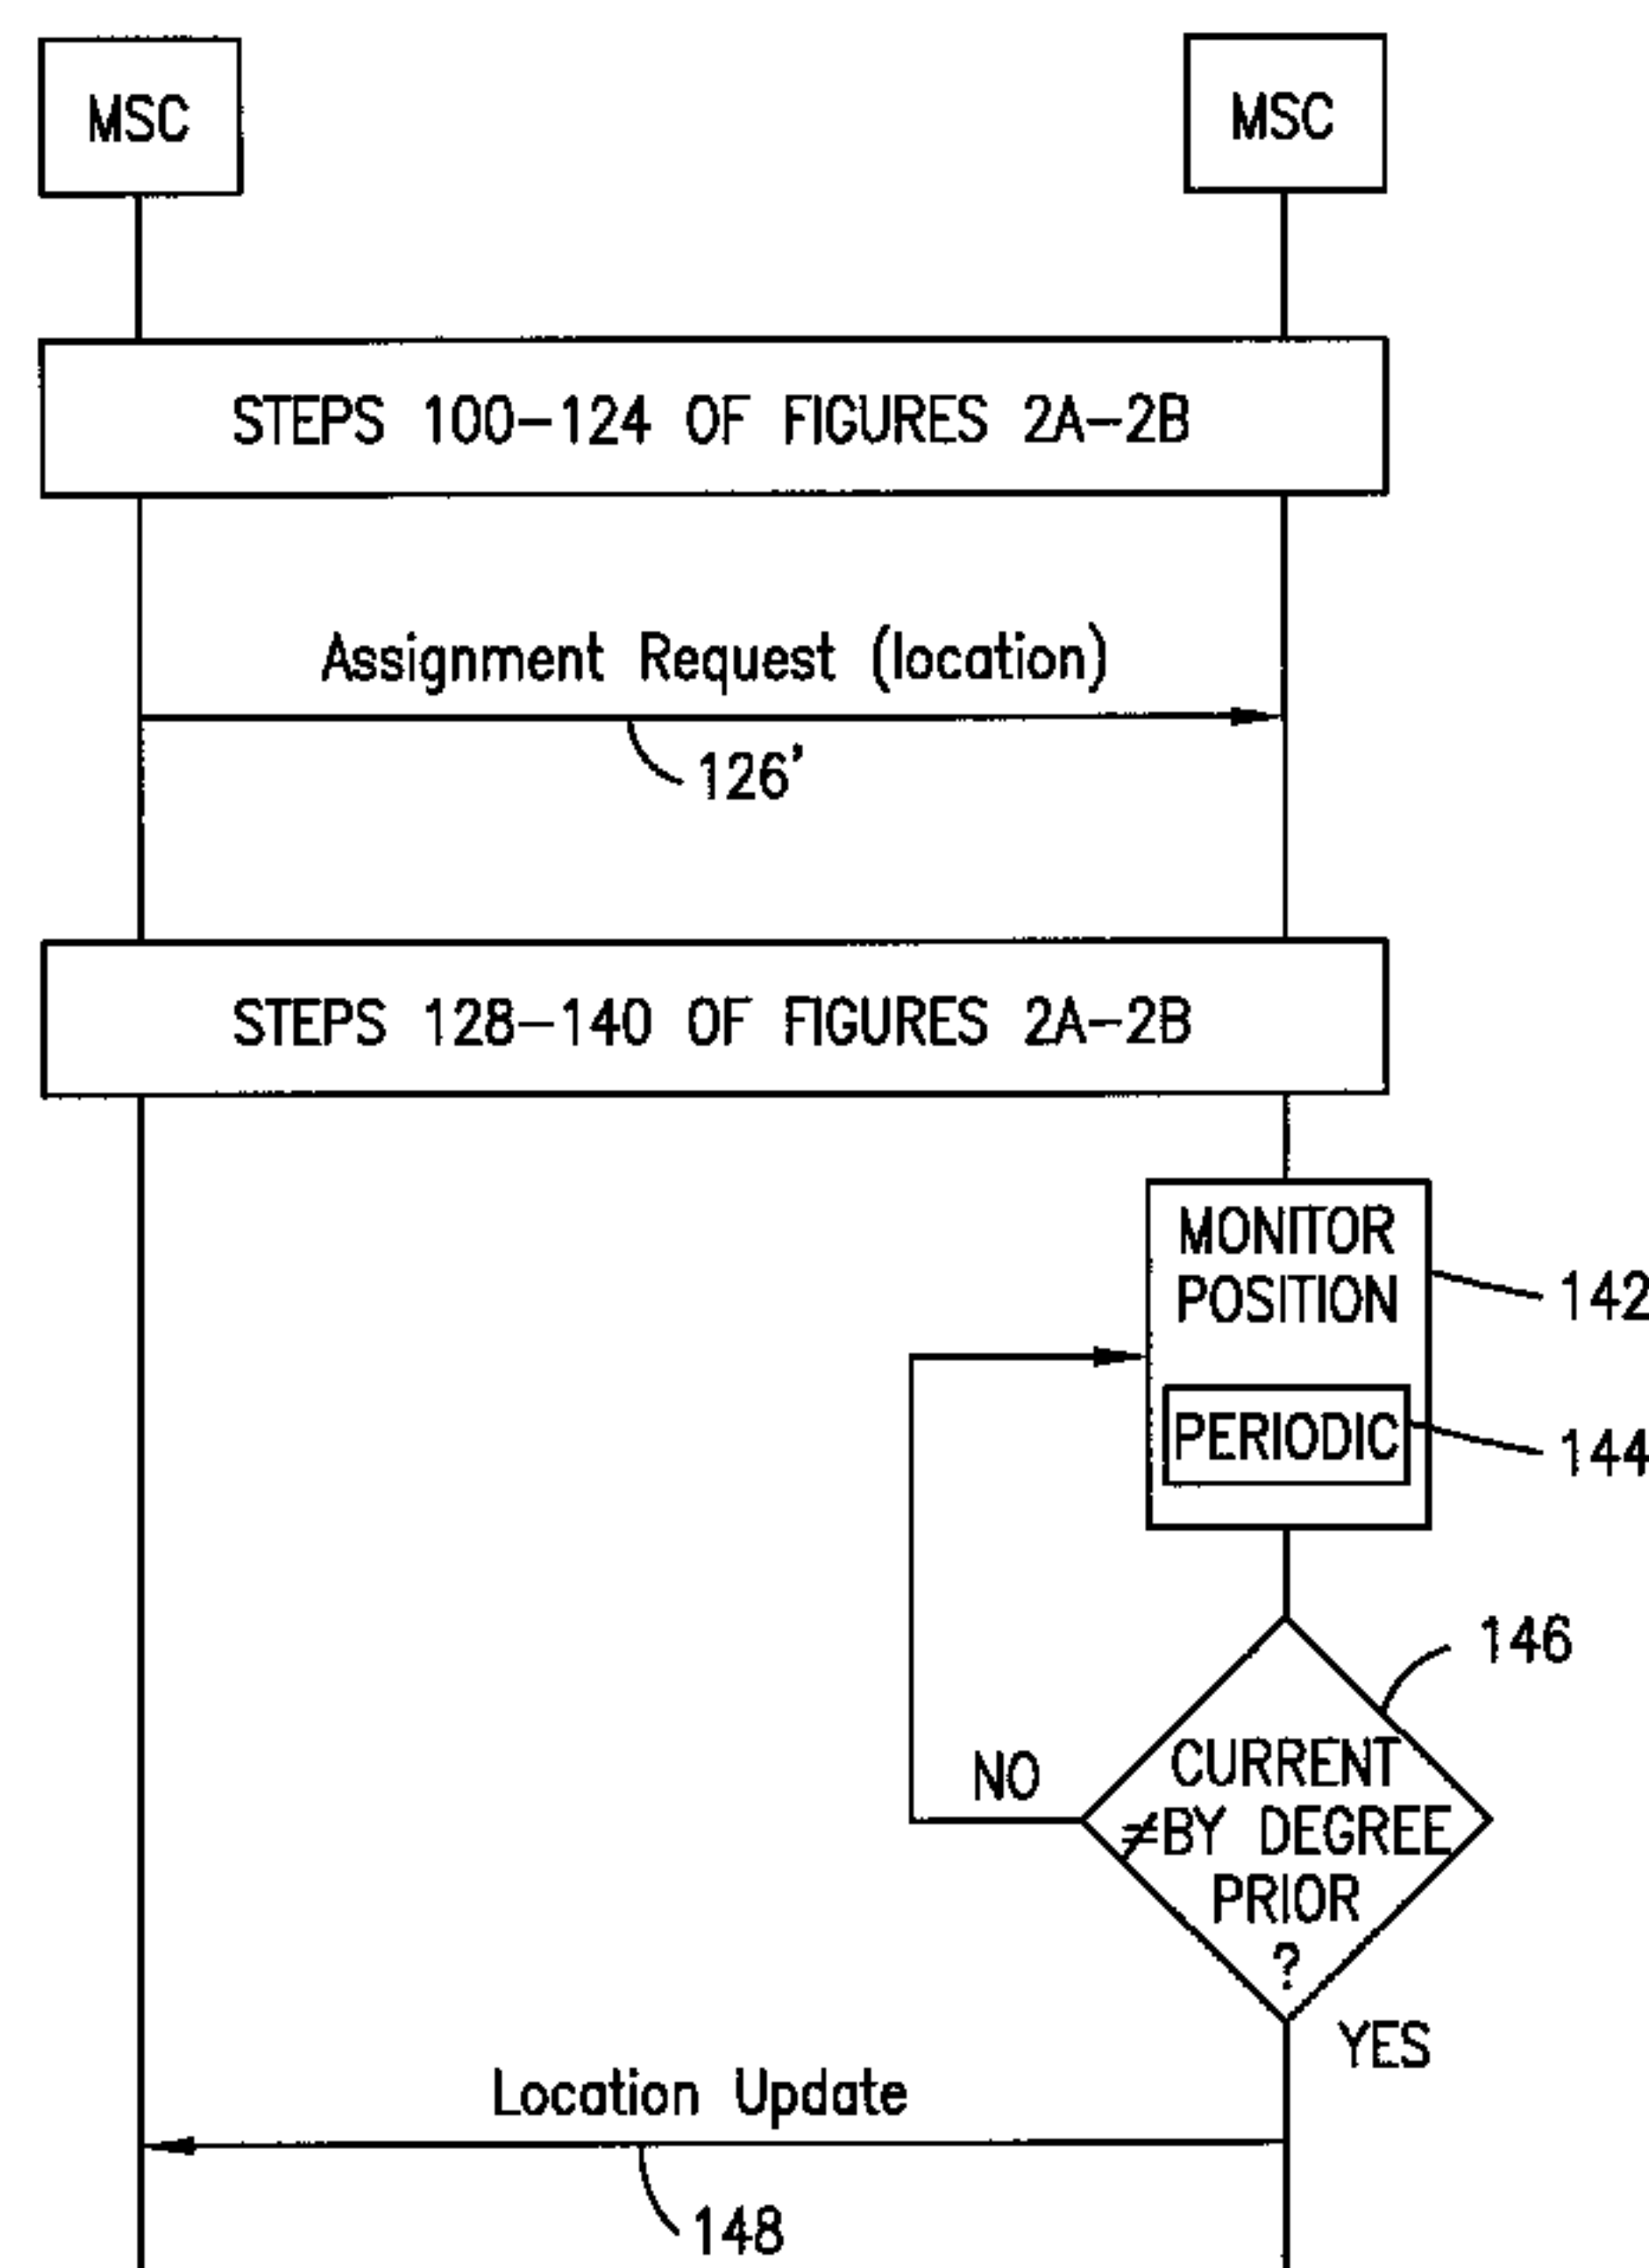 MSC
MSC
STEPS 100-124 OF FIGURES 2A-2B
Assignment Request (location)
126'
STEPS 128-140 OF FIGURES 2A-2B
MONITOR
POSITION
142
PERIODIC
144
146
NO
CURRENT
≠BY DEGREE
PRIOR
?
YES
Location Update
148